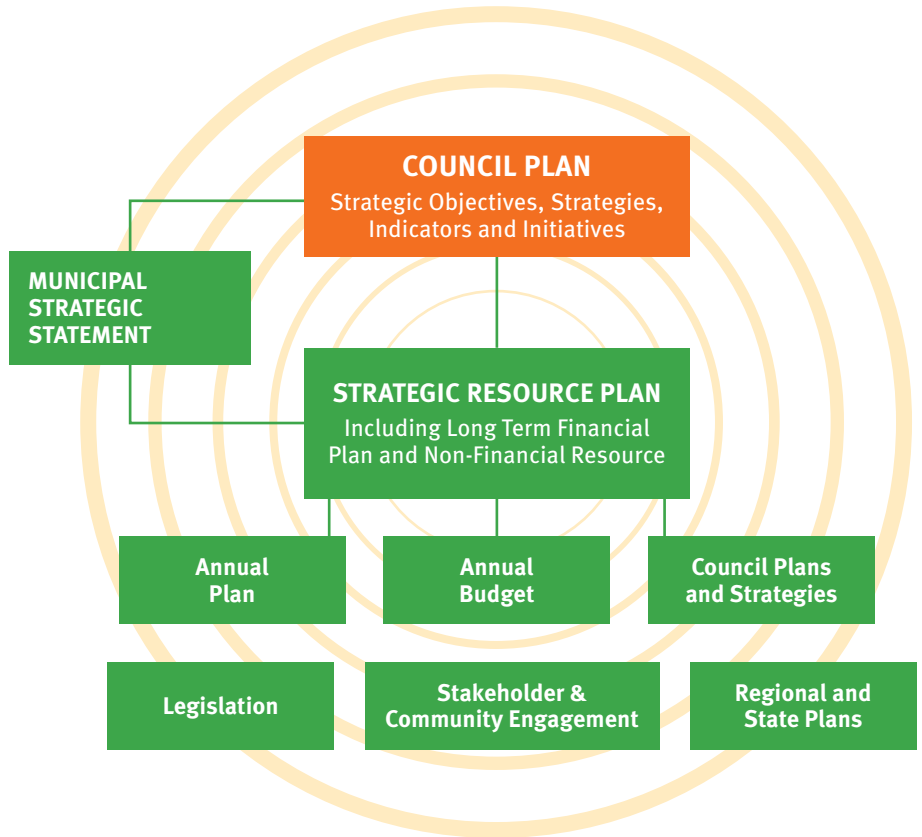 COUNCIL PLAN
Strategic Objectives, Strategies,
Indicators and Initiatives
MUNICIPAL
STRATEGIC
STATEMENT
STRATEGIC RESOURCE PLAN
Including Long Term Financial
Plan and Non-Financial Resource
Annual
Plan
Annual
Budget
Council Plans
and Strategies
Legislation
Stakeholder &
Community Engagement
Regional and
State Plans